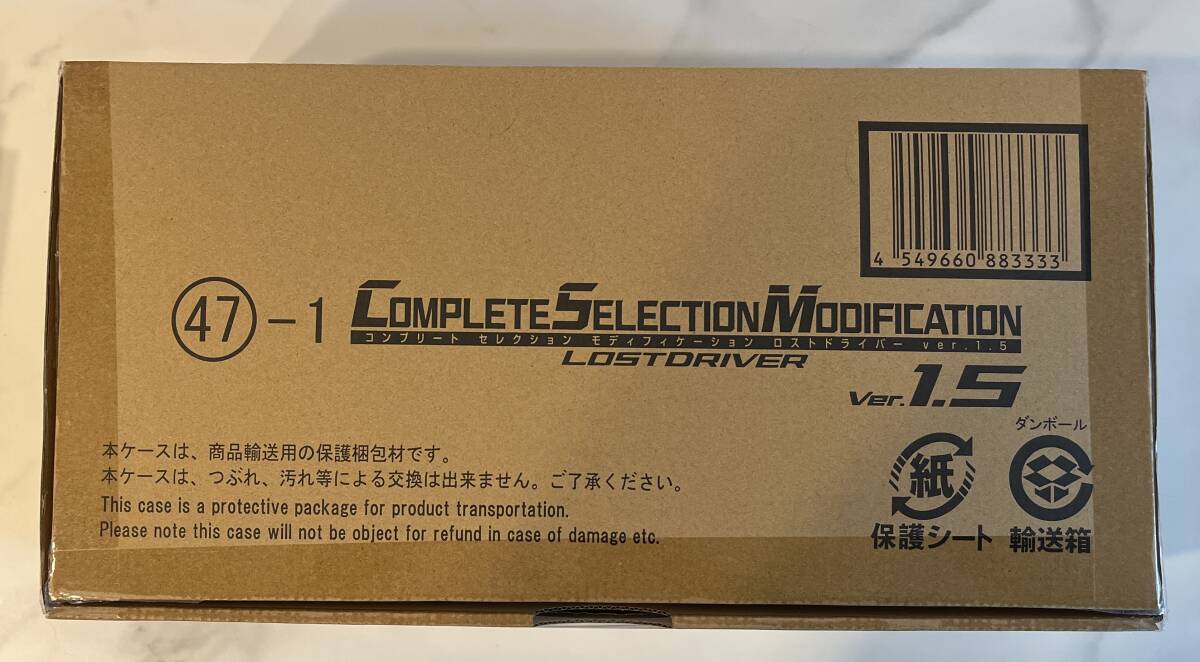 4 549660 883333
㊼-1 COMPLETE SELECTION MODIFICATION
コンプリート セレクション モディフィケーション ロストドライバー ver.1.5
LOSTDRIVER
Ver.1.5
本ケースは、商品輸送用の保護梱包材です。
本ケースは、つぶれ、汚れ等による交換は出来ません。ご了承ください。
This case is a protective package for product transportation.
Please note this case will not be object for refund in case of damage etc.
紙
保護シート
ダンボール
輸送箱